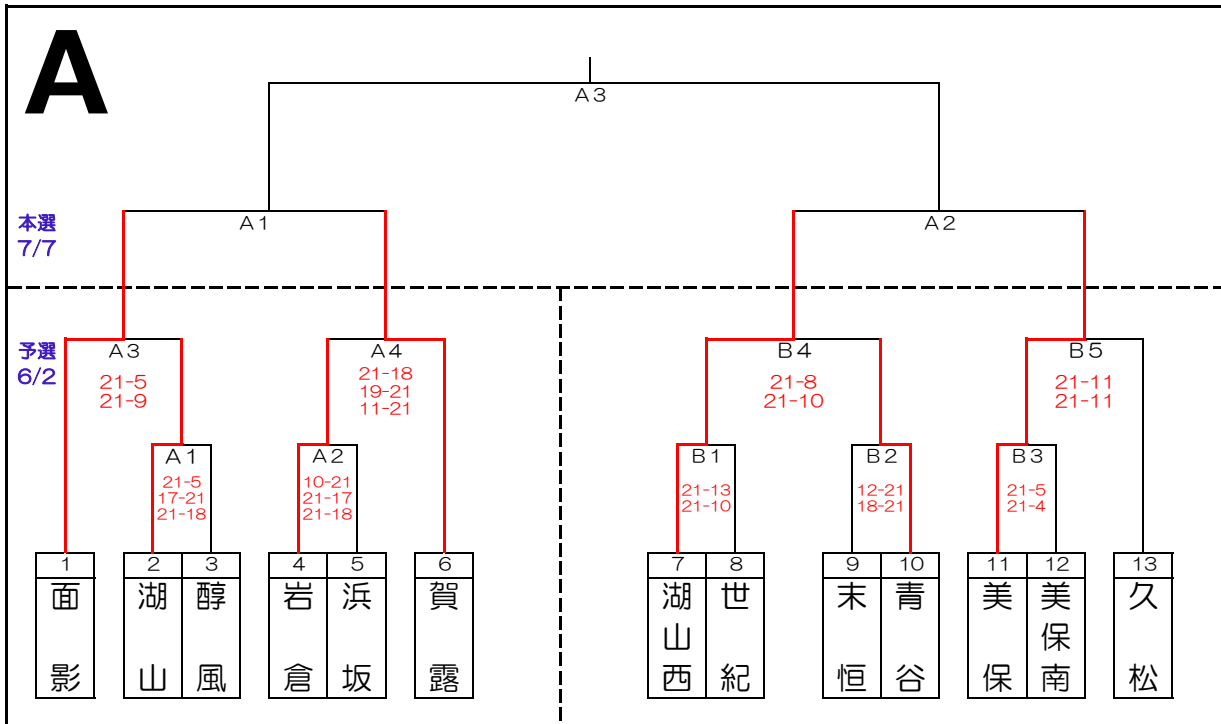 A
A3
本選
7/7
A1
A2
予選
6/2
A3
21-5
21-9
A4
21-18
19-21
11-21
B4
21-8
21-10
B5
21-11
21-11
A1
21-5
17-21
21-18
A2
10-21
21-17
21-18
B1
21-13
21-10
B2
12-21
18-21
B3
21-5
21-4
1
面影
2
湖山
3
醇風
4
岩倉
5
浜坂
6
賀露
7
湖山西
8
世紀
9
末恒
10
青谷
11
美保
12
美保南
13
久松